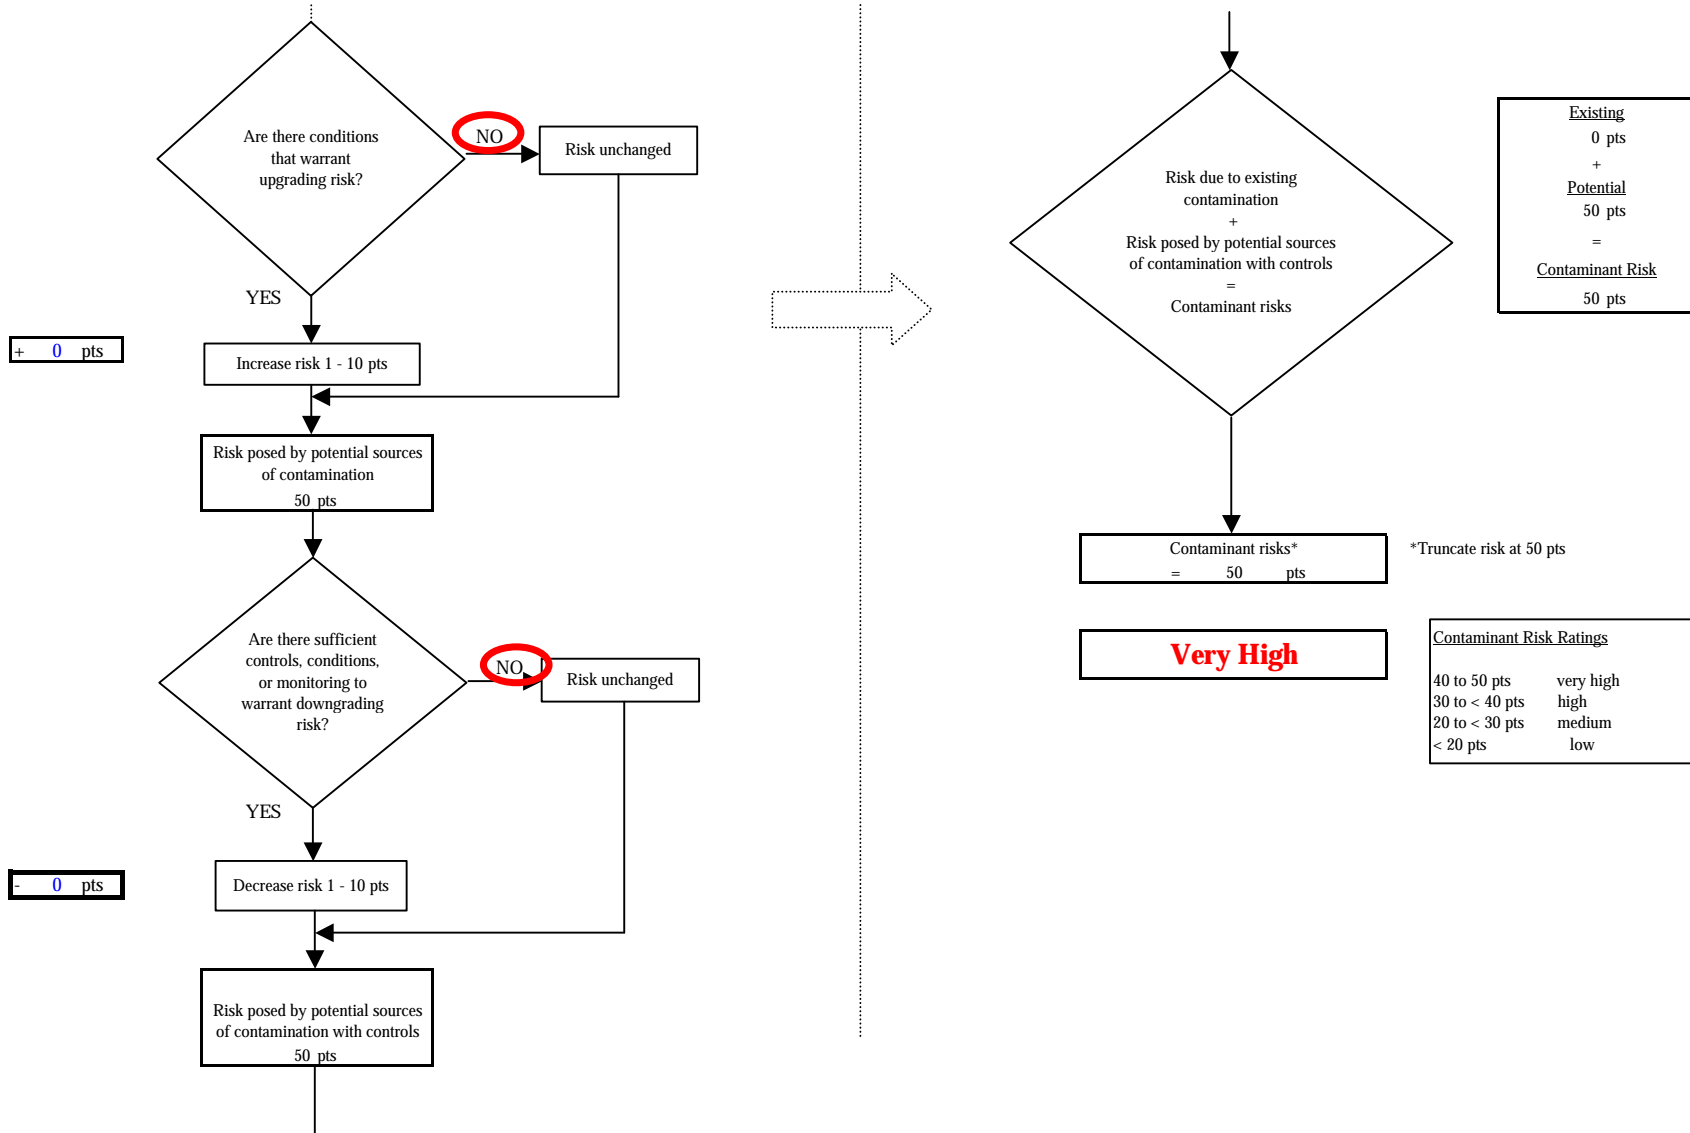 Are there conditions
that warrant
upgrading risk?
NO
Risk unchanged
YES
+ 0 pts
Increase risk 1 - 10 pts
Risk posed by potential sources
of contamination
50 pts
Are there sufficient
controls, conditions,
or monitoring to
warrant downgrading
risk?
NO
Risk unchanged
YES
- 0 pts
Decrease risk 1 - 10 pts
Risk posed by potential sources
of contamination with controls
50 pts
Risk due to existing
contamination
+
Risk posed by potential sources
of contamination with controls
=
Contaminant risks
Existing
0 pts
+
Potential
50 pts
=
Contaminant Risk
50 pts
Contaminant risks*
= 50 pts
*Truncate risk at 50 pts
Very High
Contaminant Risk Ratings
40 to 50 pts very high
30 to < 40 pts high
20 to < 30 pts medium
< 20 pts low